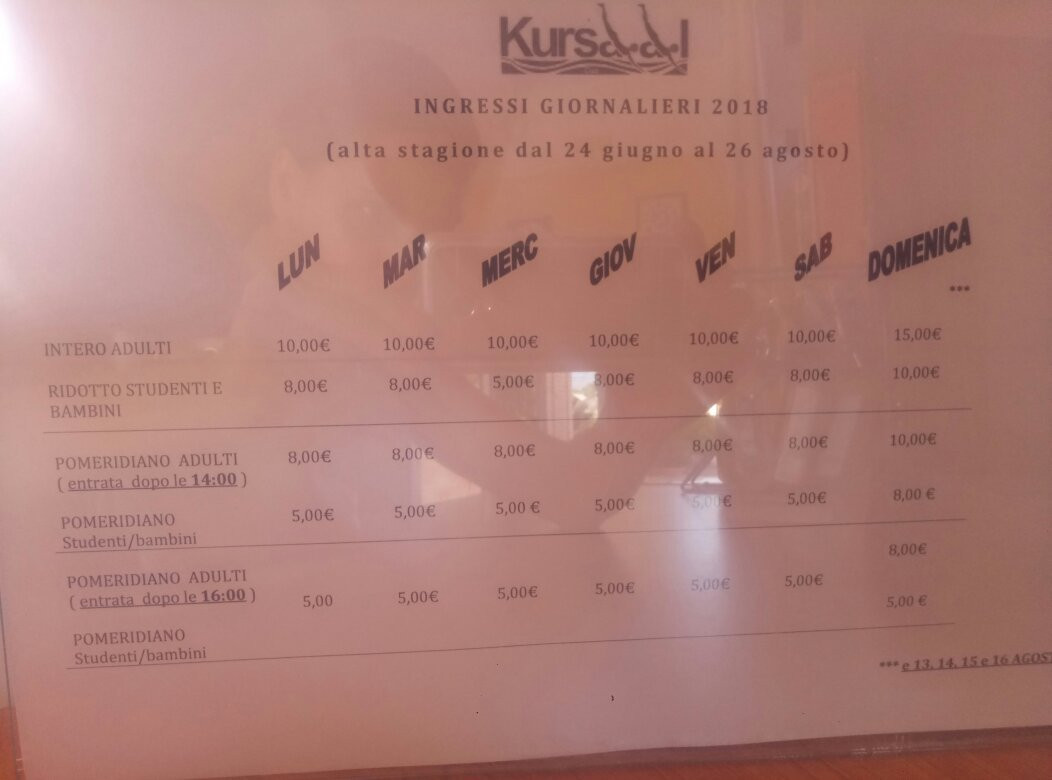 Kursaal
INGRESSI GIORNALIERI 2018
(alta stagione dal 24 giugno al 26 agosto)
LUN MAR MERC GIOV VEN SAB DOMENICA
***
INTERO ADULTI 10,00€ 10,00€ 10,00€ 10,00€ 10,00€ 10,00€ 15,00€
RIDOTTO STUDENTI E 8,00€ 8,00€ 5,00€ 8,00€ 8,00€ 8,00€ 10,00€
BAMBINI
POMERIDIANO ADULTI 8,00€ 8,00€ 8,00€ 8,00€ 8,00€ 8,00€ 10,00€
( entrata dopo le 14:00 )
POMERIDIANO 5,00€ 5,00€ 5,00 € 5,00€ 5,00€ 5,00€ 8,00 €
Studenti/bambini
POMERIDIANO ADULTI 8,00€
( entrata dopo le 16:00 ) 5,00 5,00€ 5,00€ 5,00€ 5,00€ 5,00€ 5,00 €
POMERIDIANO
Studenti/bambini
*** e 13, 14, 15 e 16 AGOST